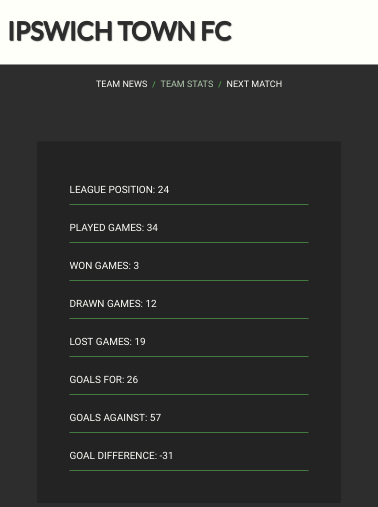 IPSWICH TOWN FC
TEAM NEWS / TEAM STATS / NEXT MATCH
LEAGUE POSITION: 24
PLAYED GAMES: 34
WON GAMES: 3
DRAWN GAMES: 12
LOST GAMES: 19
GOALS FOR: 26
GOALS AGAINST: 57
GOAL DIFFERENCE: -31